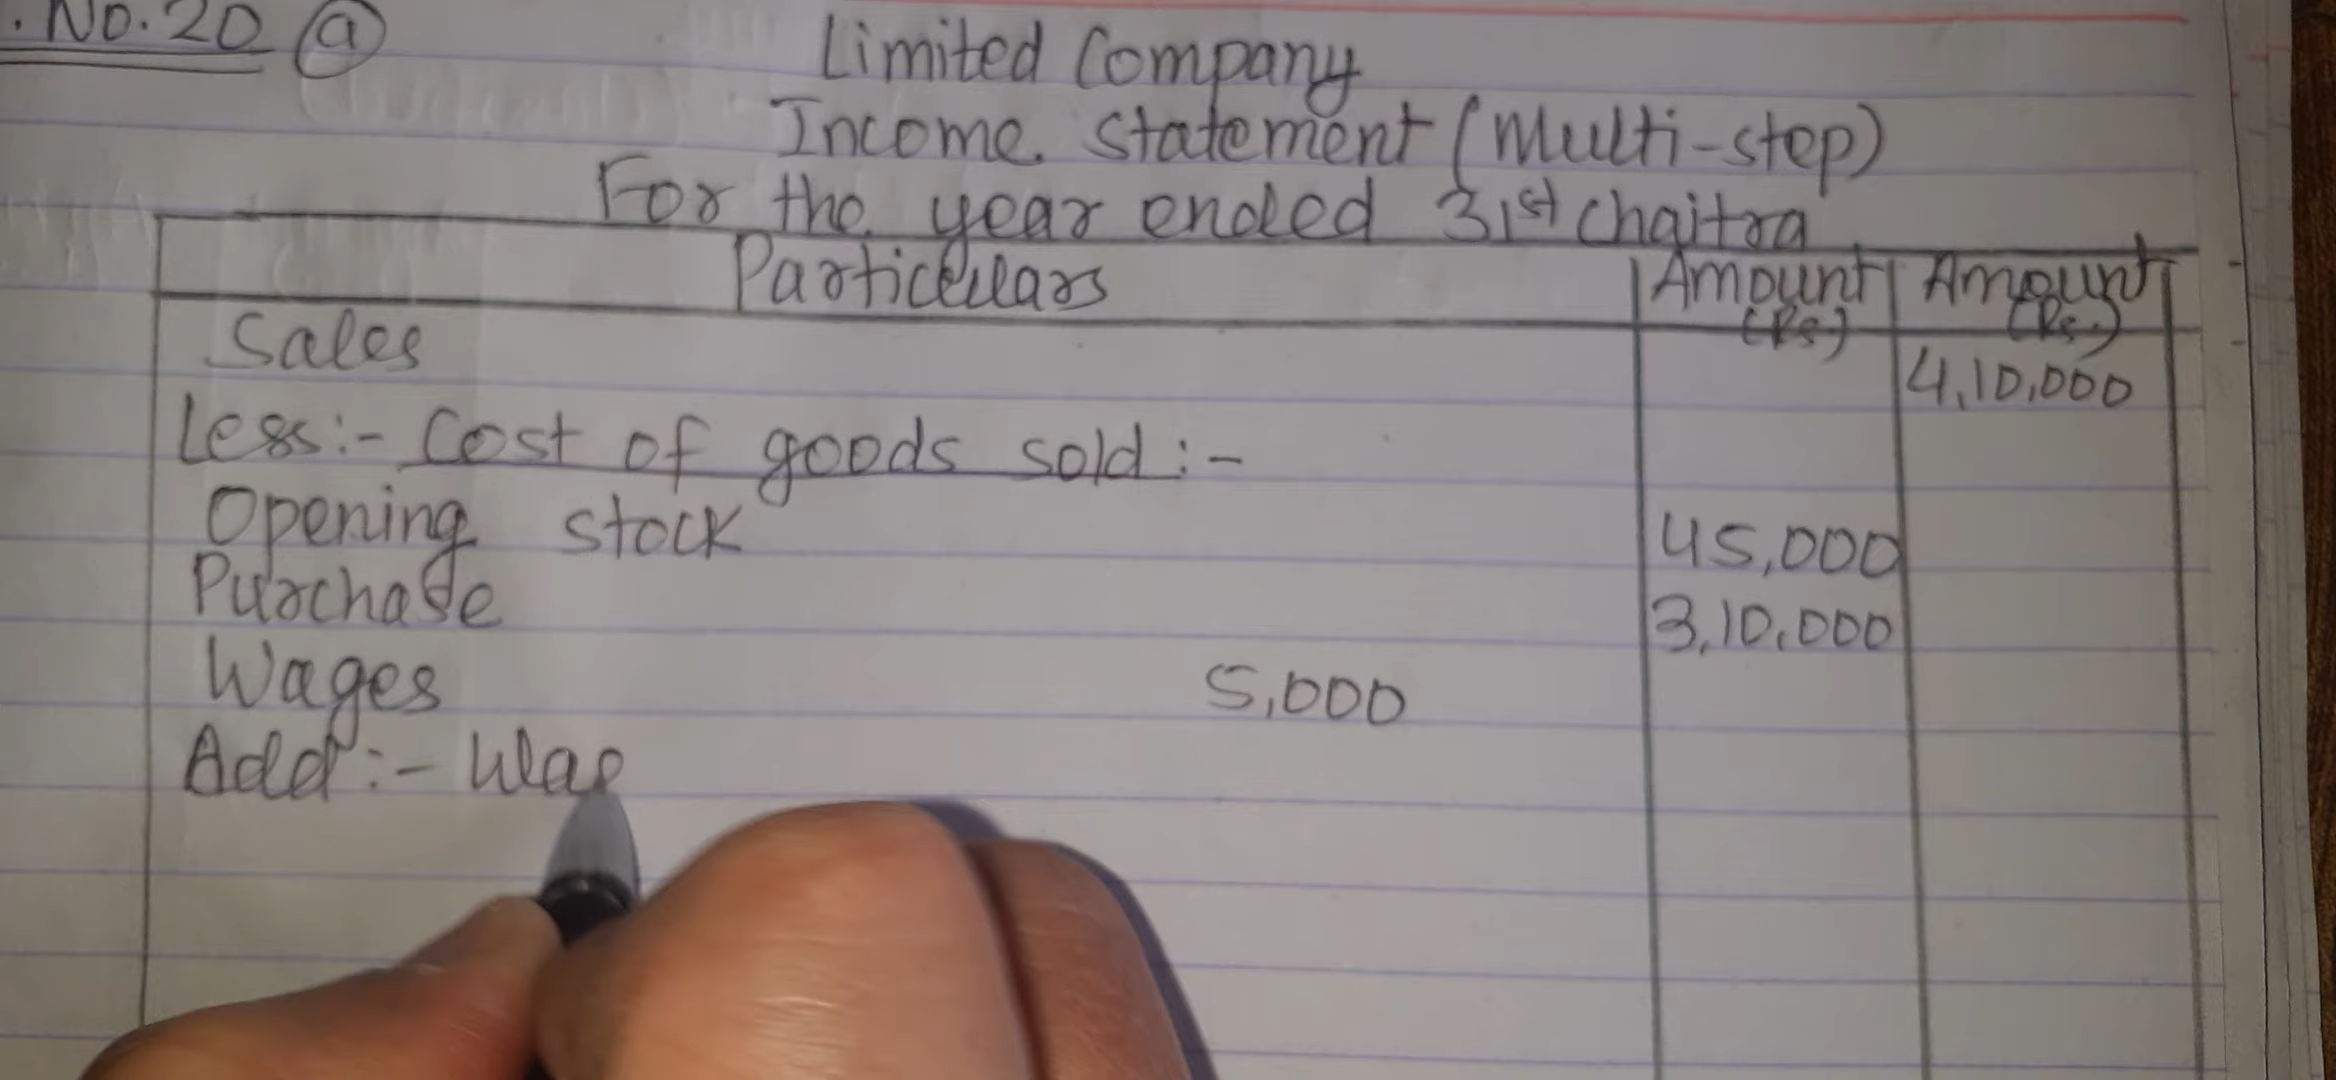 . No. 20 (a)
Limited Company
Income Statement (Multi-step)
For the year ended 31st Chaitra
Particulars Amount (Rs.) Amount (Rs.)
Sales 4,10,000
Less:- Cost of goods sold:-
Opening stock 45,000
Purchase 3,10,000
Wages 5,000
Add:- Wag